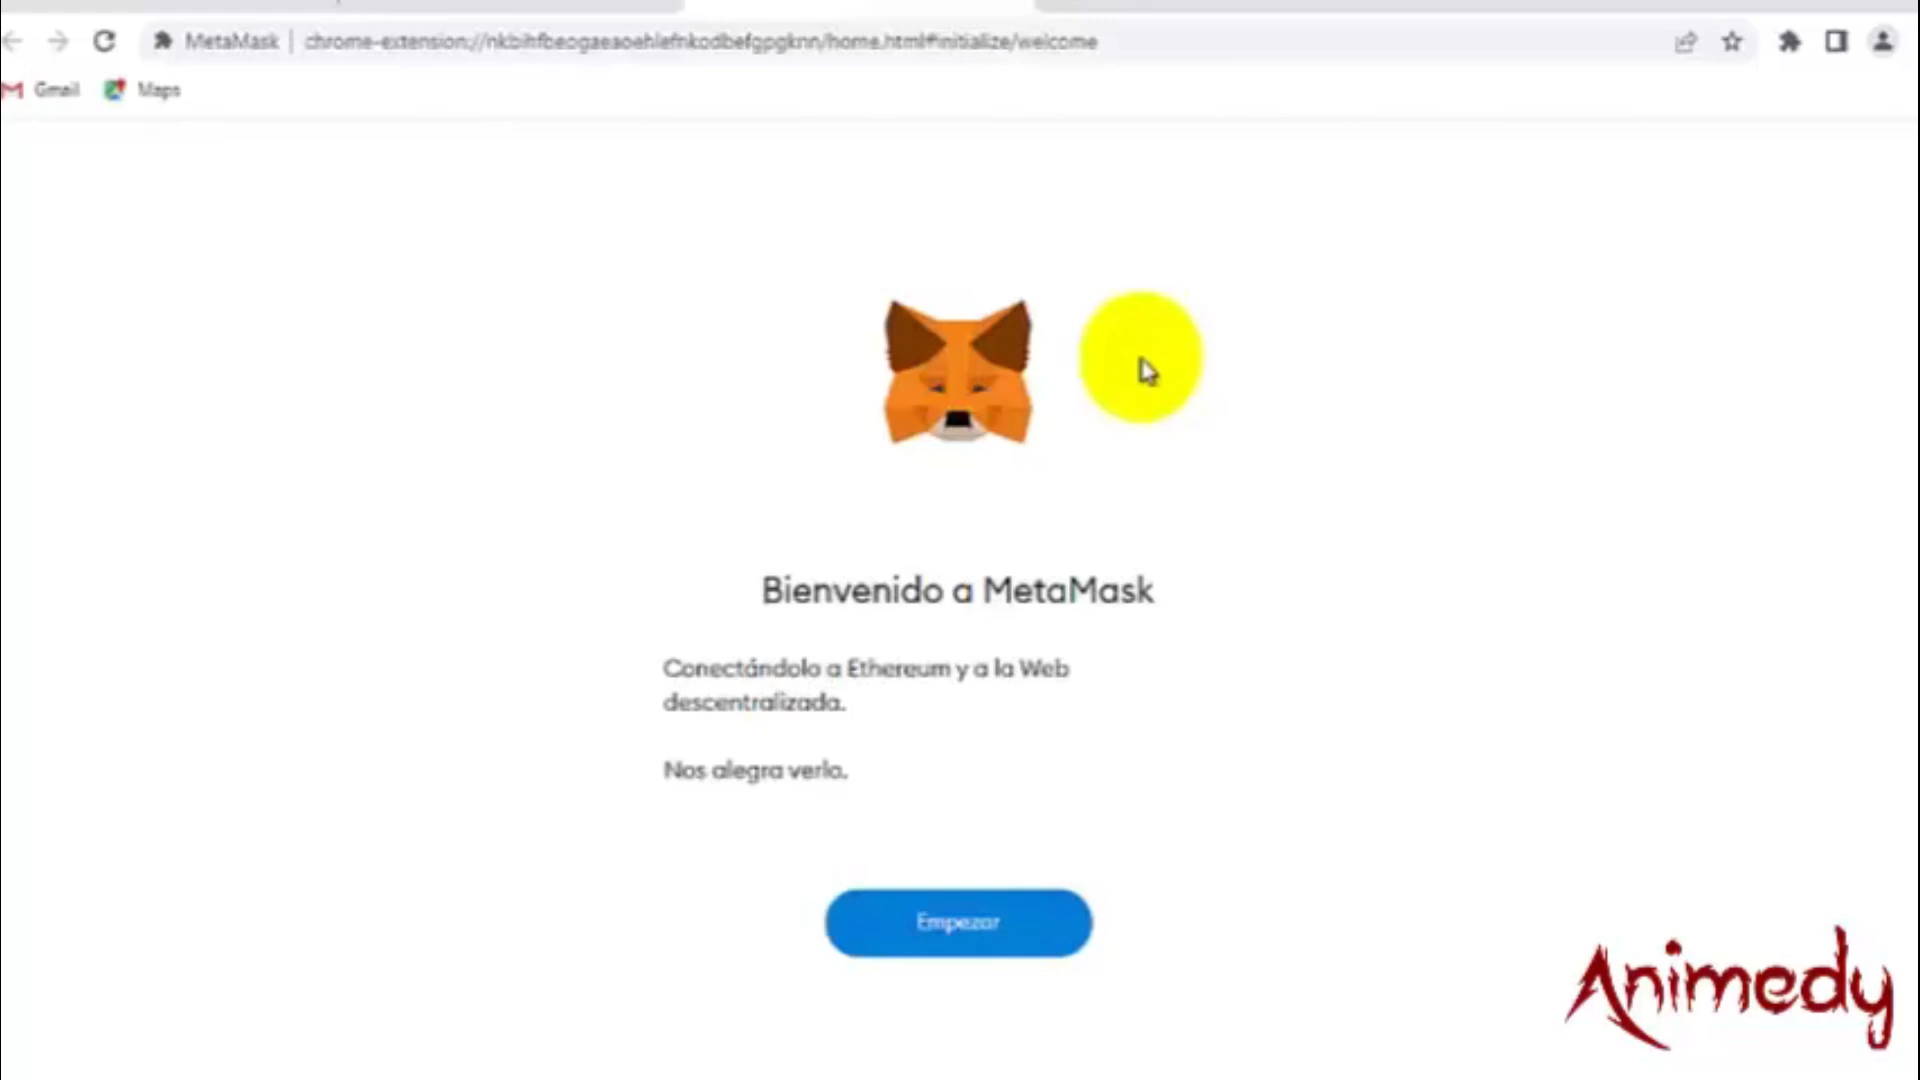 MetaMask | chrome-extension://nkbihfbeogaeaoehlefnkodbefgpgknn/home.html#initialize/welcome
Gmail Maps
Bienvenido a MetaMask
Conectándolo a Ethereum y a la Web
descentralizada.
Nos alegra verlo.
Empezar
Animedy